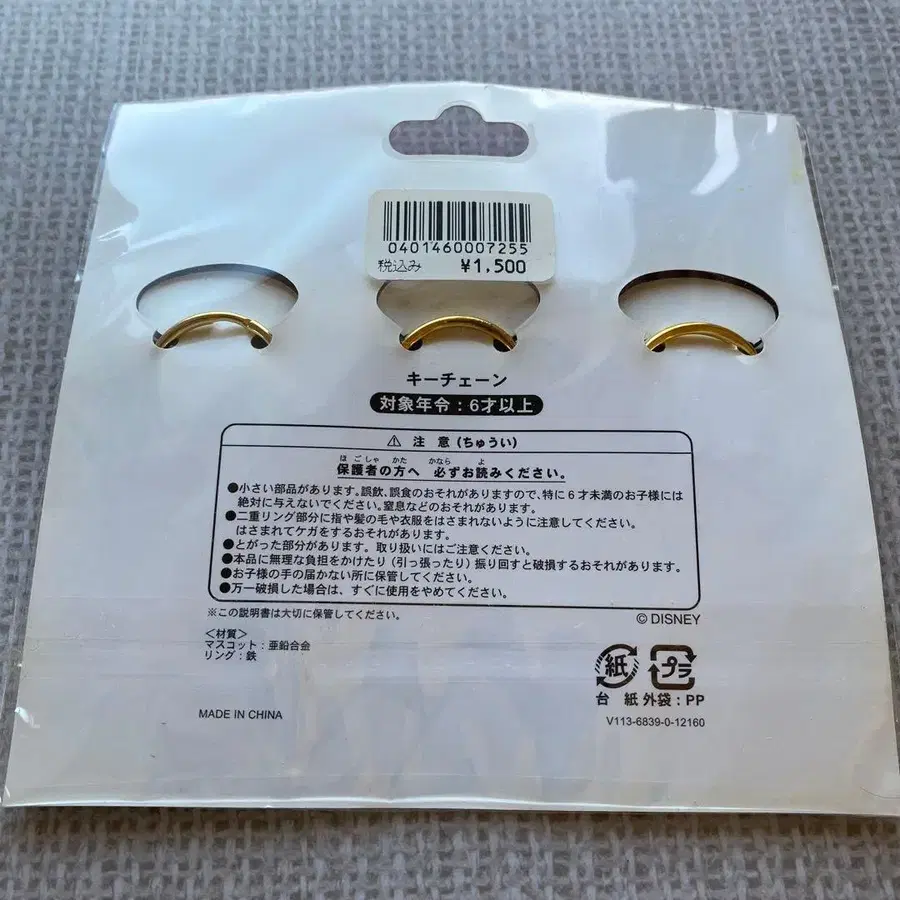 0401460007255
税込み ¥1,500
キーチェーン
対象年令:6才以上
⚠ 注 意(ちゅうい)
ほごしゃ かた かなら よ
保護者の方へ 必ずお読みください。
●小さい部品があります。誤飲、誤食のおそれがありますので、特に6才未満のお子様には
絶対に与えないでください。窒息などのおそれがあります。
●二重リング部分に指や髪の毛や衣服をはさまれないように注意してください。
はさまれてケガをするおそれがあります。
●とがった部分があります。取り扱いにはご注意ください。
●本品に無理な負担をかけたり(引っ張ったり)振り回すと破損するおそれがあります。
●お子様の手の届かない所に保管してください。
●万一破損した場合は、すぐに使用をやめてください。
※この説明書は大切に保管してください。
© DISNEY
<材質>
マスコット:亜鉛合金
リング:鉄
紙 プラ
台 紙 外袋:PP
MADE IN CHINA
V113-6839-0-12160